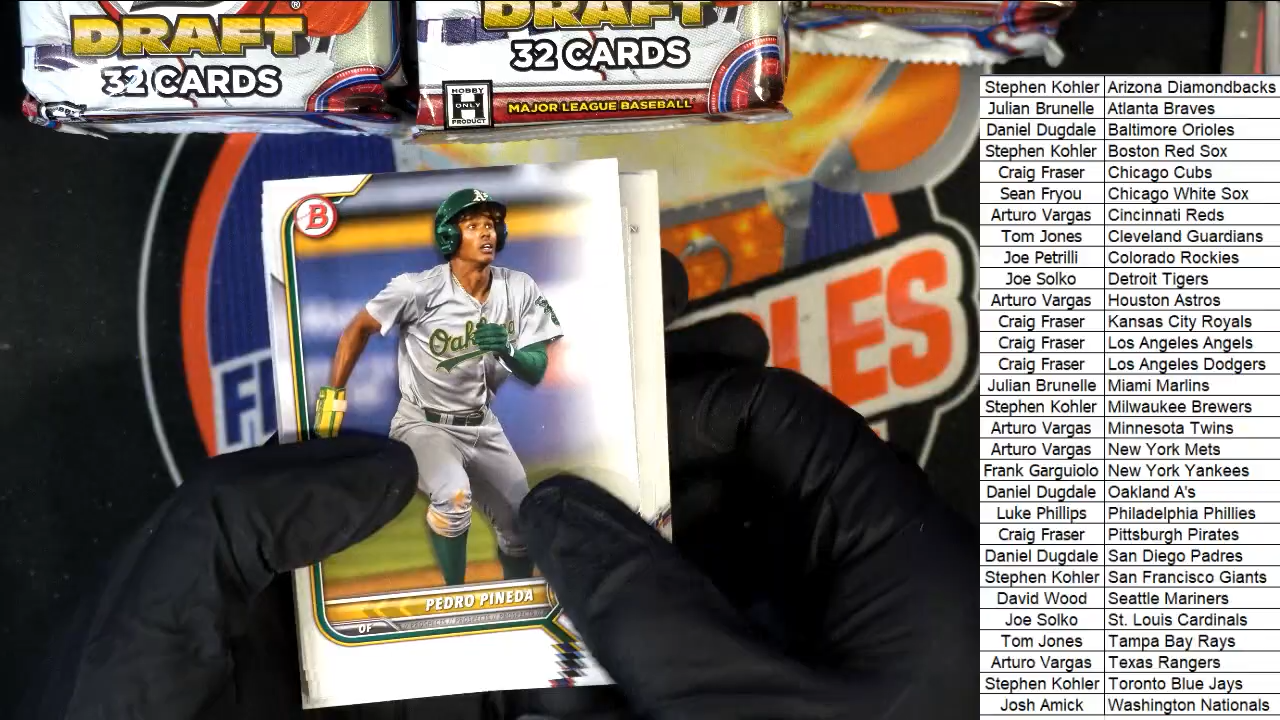 DRAFT
32 CARDS
DRAFT
32 CARDS
HOBBY
H
ONLY
PRODUCT
MAJOR LEAGUE BASEBALL
B
A's
PEDRO PINEDA
OF
Stephen Kohler Arizona Diamondbacks
Julian Brunelle Atlanta Braves
Daniel Dugdale Baltimore Orioles
Stephen Kohler Boston Red Sox
Craig Fraser Chicago Cubs
Sean Fryou Chicago White Sox
Arturo Vargas Cincinnati Reds
Tom Jones Cleveland Guardians
Joe Petrilli Colorado Rockies
Joe Solko Detroit Tigers
Arturo Vargas Houston Astros
Craig Fraser Kansas City Royals
Craig Fraser Los Angeles Angels
Craig Fraser Los Angeles Dodgers
Julian Brunelle Miami Marlins
Stephen Kohler Milwaukee Brewers
Arturo Vargas Minnesota Twins
Arturo Vargas New York Mets
Frank Garguiolo New York Yankees
Daniel Dugdale Oakland A's
Luke Phillips Philadelphia Phillies
Craig Fraser Pittsburgh Pirates
Daniel Dugdale San Diego Padres
Stephen Kohler San Francisco Giants
David Wood Seattle Mariners
Joe Solko St. Louis Cardinals
Tom Jones Tampa Bay Rays
Arturo Vargas Texas Rangers
Stephen Kohler Toronto Blue Jays
Josh Amick Washington Nationals